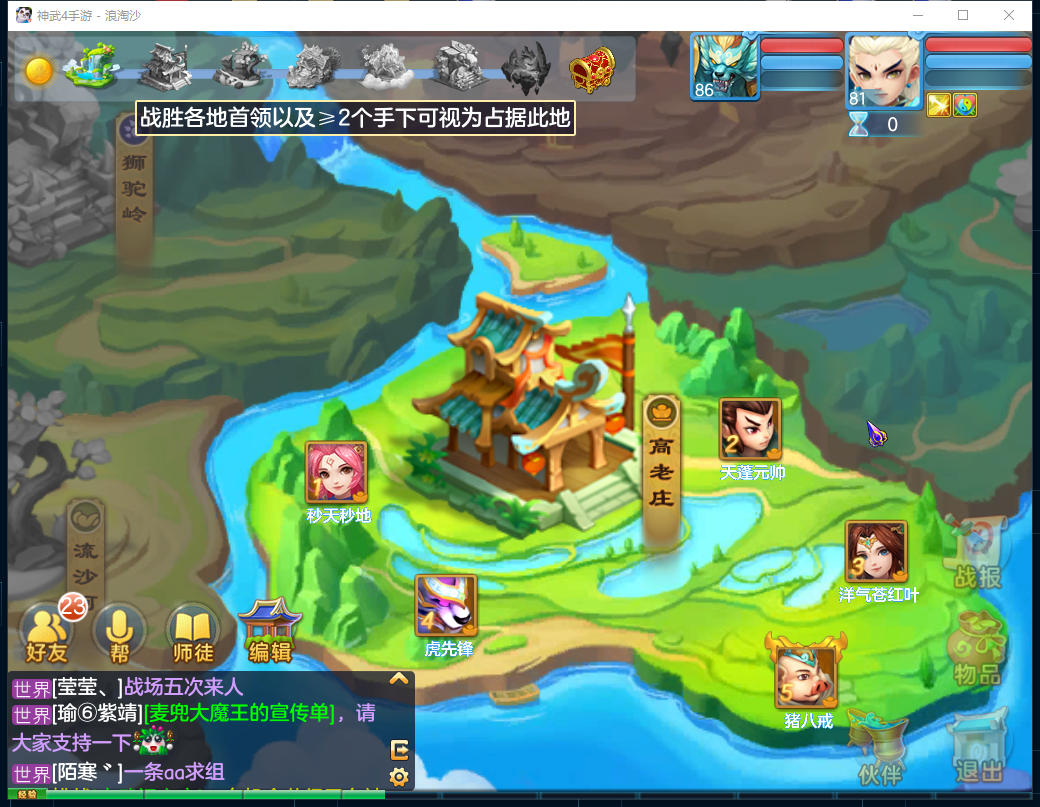 神武4手游 - 浪淘沙
86
81
0
战胜各地首领以及≥2个手下可视为占据此地
狮驼岭
高老庄
2
天蓬元帅
1
秒天秒地
3
洋气苍红叶
4
虎先锋
5
猪八戒
流沙
战报
物品
伙伴
退出
23
好友
帮
师徒
编辑
世界[莹莹、]战场五次来人
世界[瑜⑥紫靖][麦兜大魔王的宣传单]，请
大家支持一下
世界[陌寒〃]一条aa求组
经验